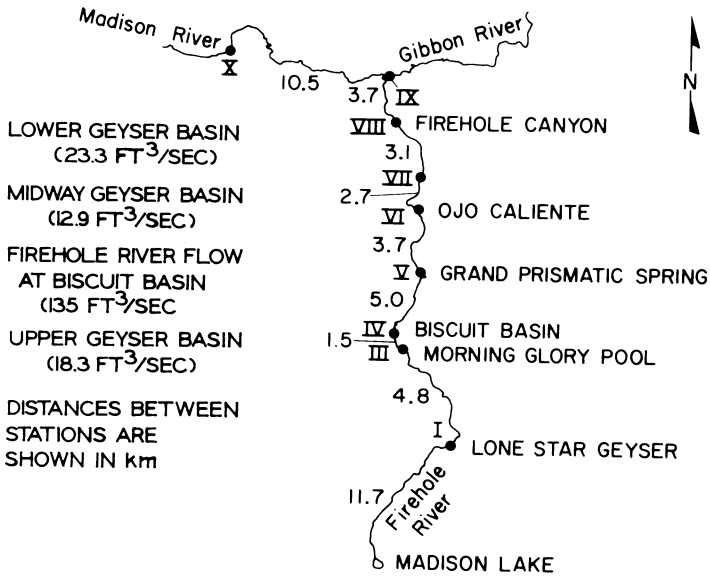 Madison River
Gibbon River
N
X
10.5
3.7
IX
LOWER GEYSER BASIN
(23.3 FT³/SEC)
VIII
FIREHOLE CANYON
3.1
MIDWAY GEYSER BASIN
(12.9 FT³/SEC)
VII
2.7
VI
OJO CALIENTE
FIREHOLE RIVER FLOW
AT BISCUIT BASIN
(135 FT³/SEC
3.7
V
GRAND PRISMATIC SPRING
5.0
UPPER GEYSER BASIN
(18.3 FT³/SEC)
IV
BISCUIT BASIN
1.5
III
MORNING GLORY POOL
4.8
DISTANCES BETWEEN
STATIONS ARE
SHOWN IN km
I
LONE STAR GEYSER
11.7
Firehole
River
MADISON LAKE